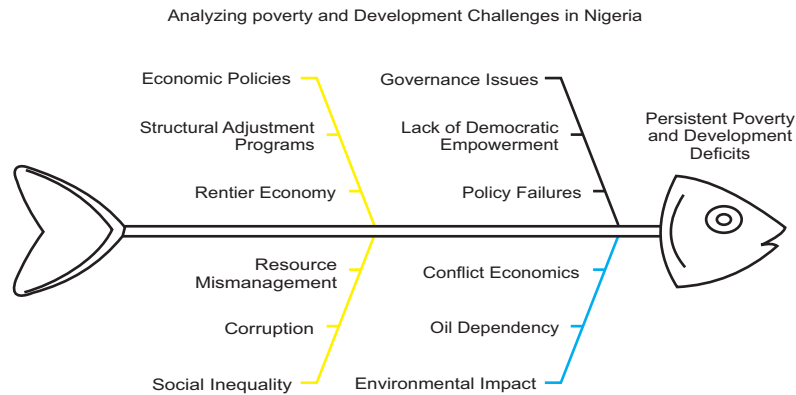 Analyzing poverty and Development Challenges in Nigeria
Economic Policies
Structural Adjustment
Programs
Rentier Economy
Governance Issues
Lack of Democratic
Empowerment
Policy Failures
Persistent Poverty
and Development
Deficits
Resource
Mismanagement
Corruption
Social Inequality
Conflict Economics
Oil Dependency
Environmental Impact